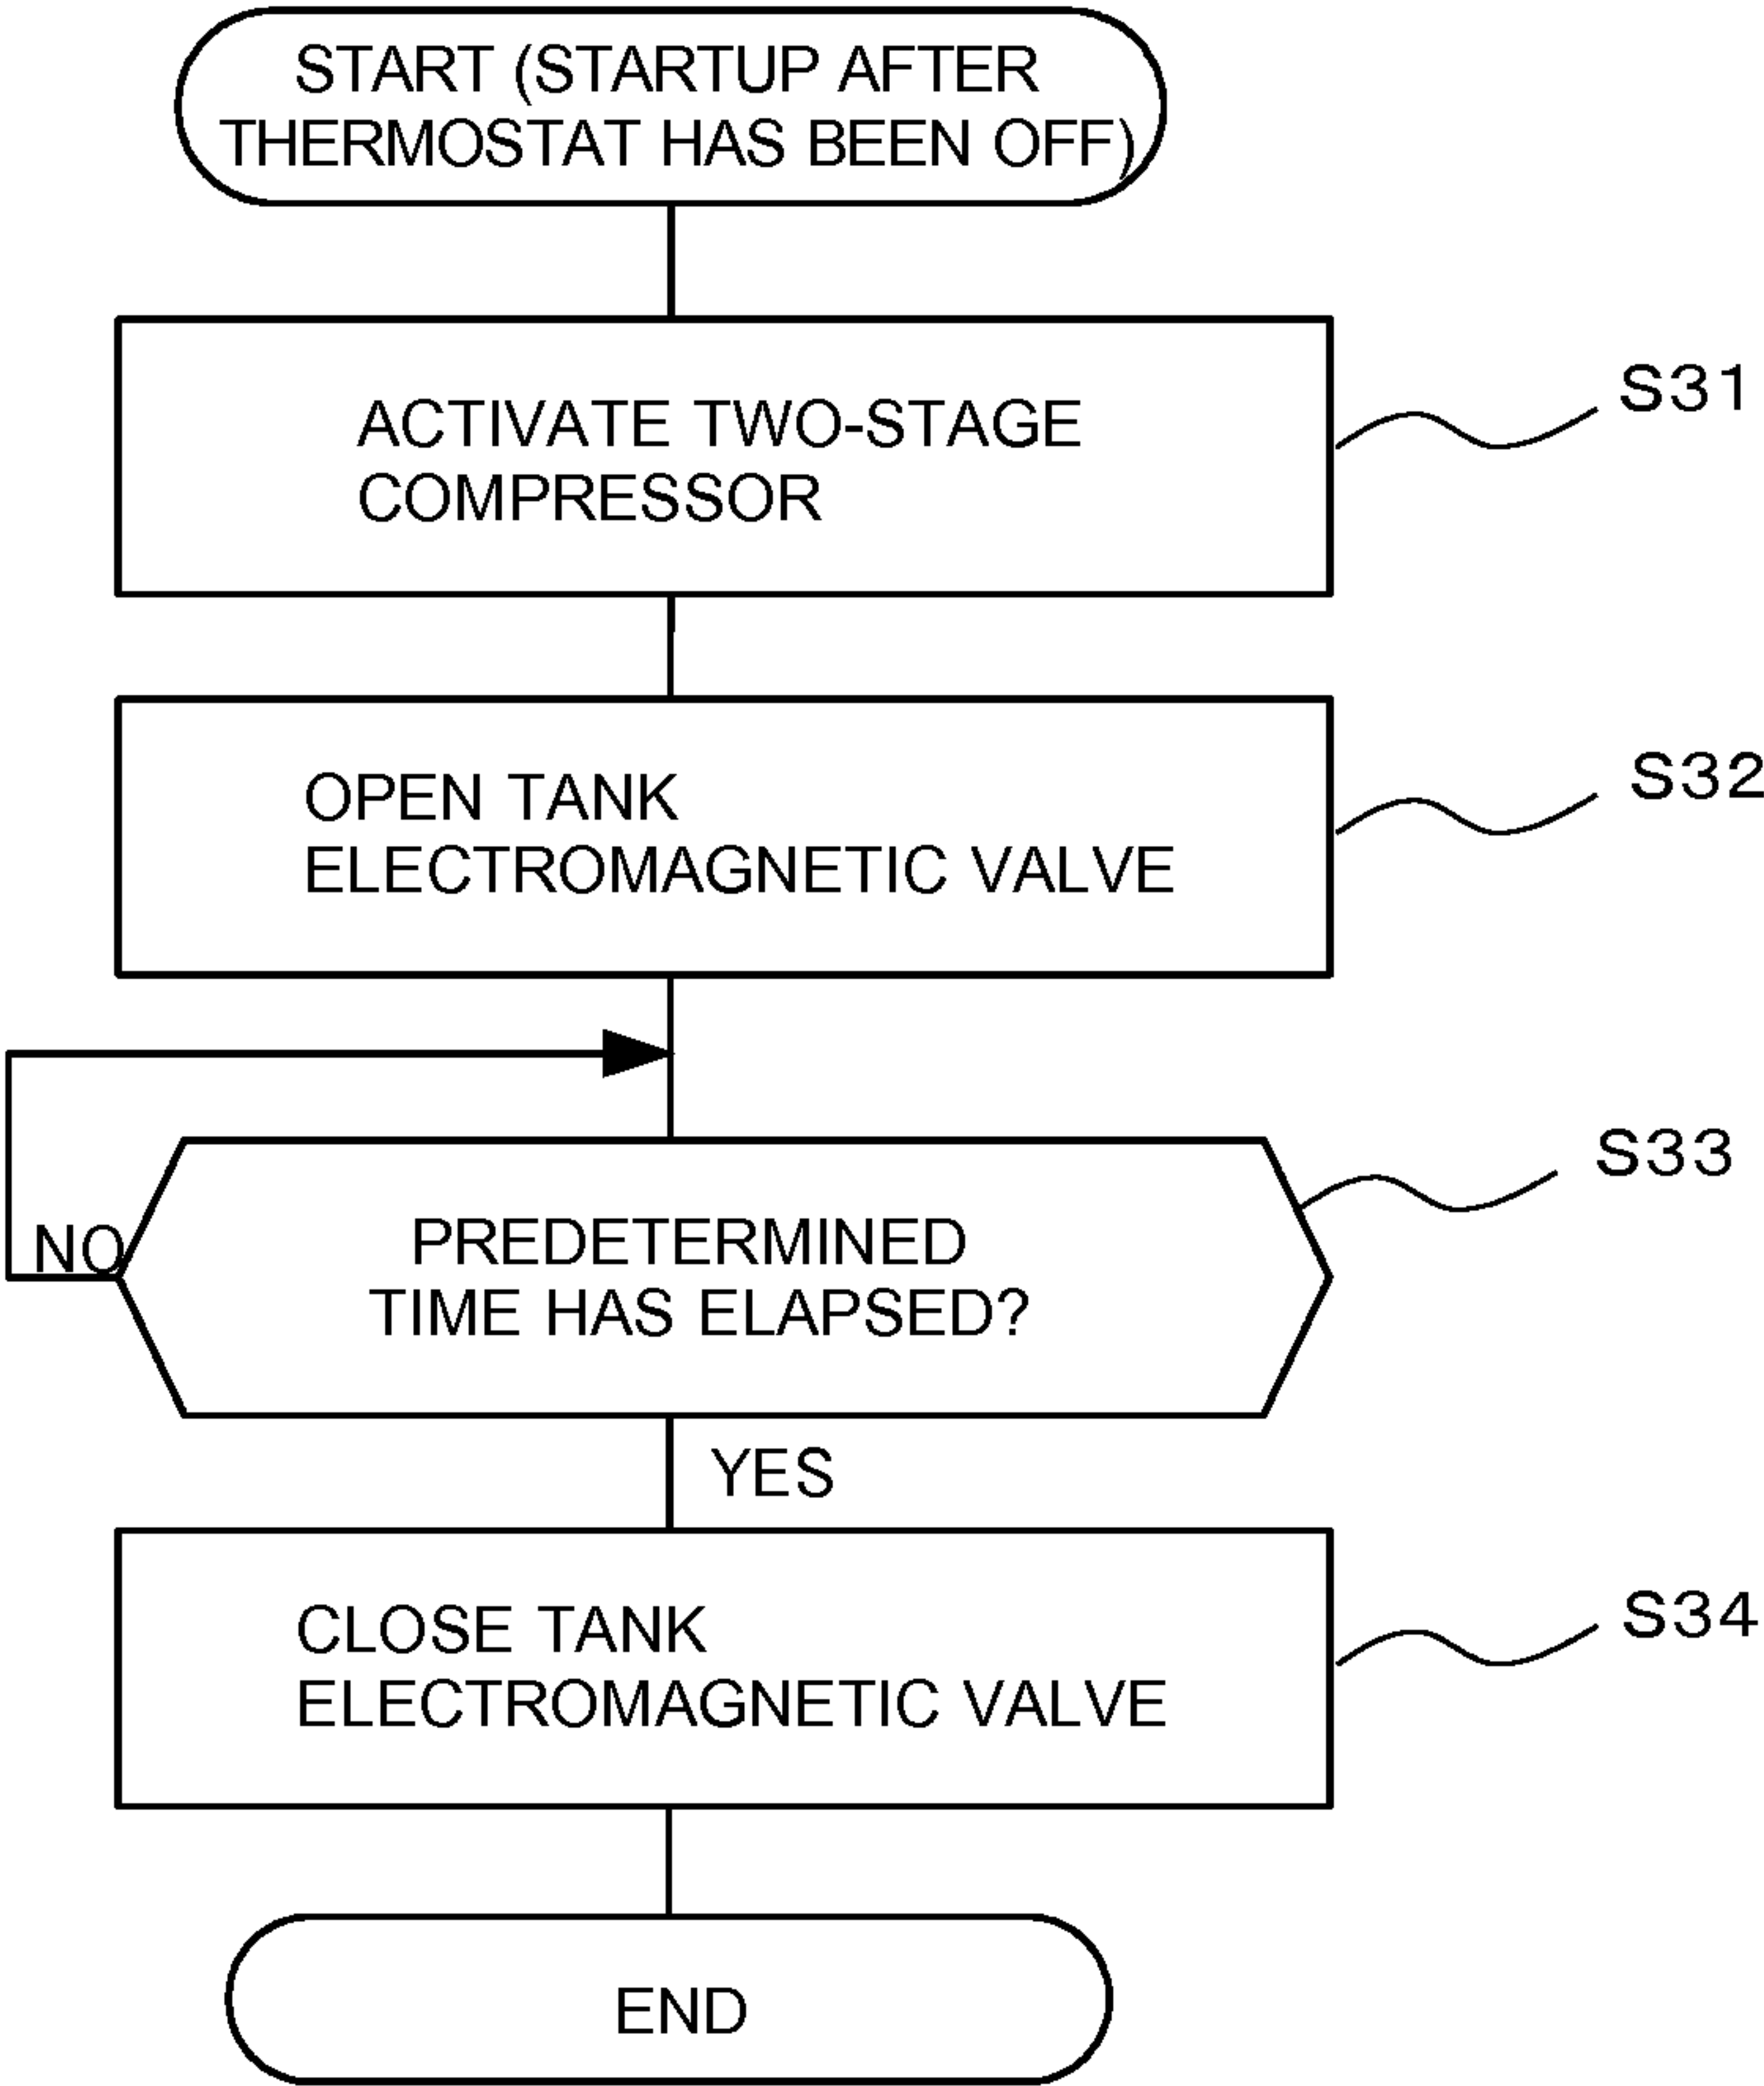 START (STARTUP AFTER
THERMOSTAT HAS BEEN OFF)
ACTIVATE TWO-STAGE
COMPRESSOR
S31
OPEN TANK
ELECTROMAGNETIC VALVE
S32
PREDETERMINED
TIME HAS ELAPSED?
S33
NO
YES
CLOSE TANK
ELECTROMAGNETIC VALVE
S34
END